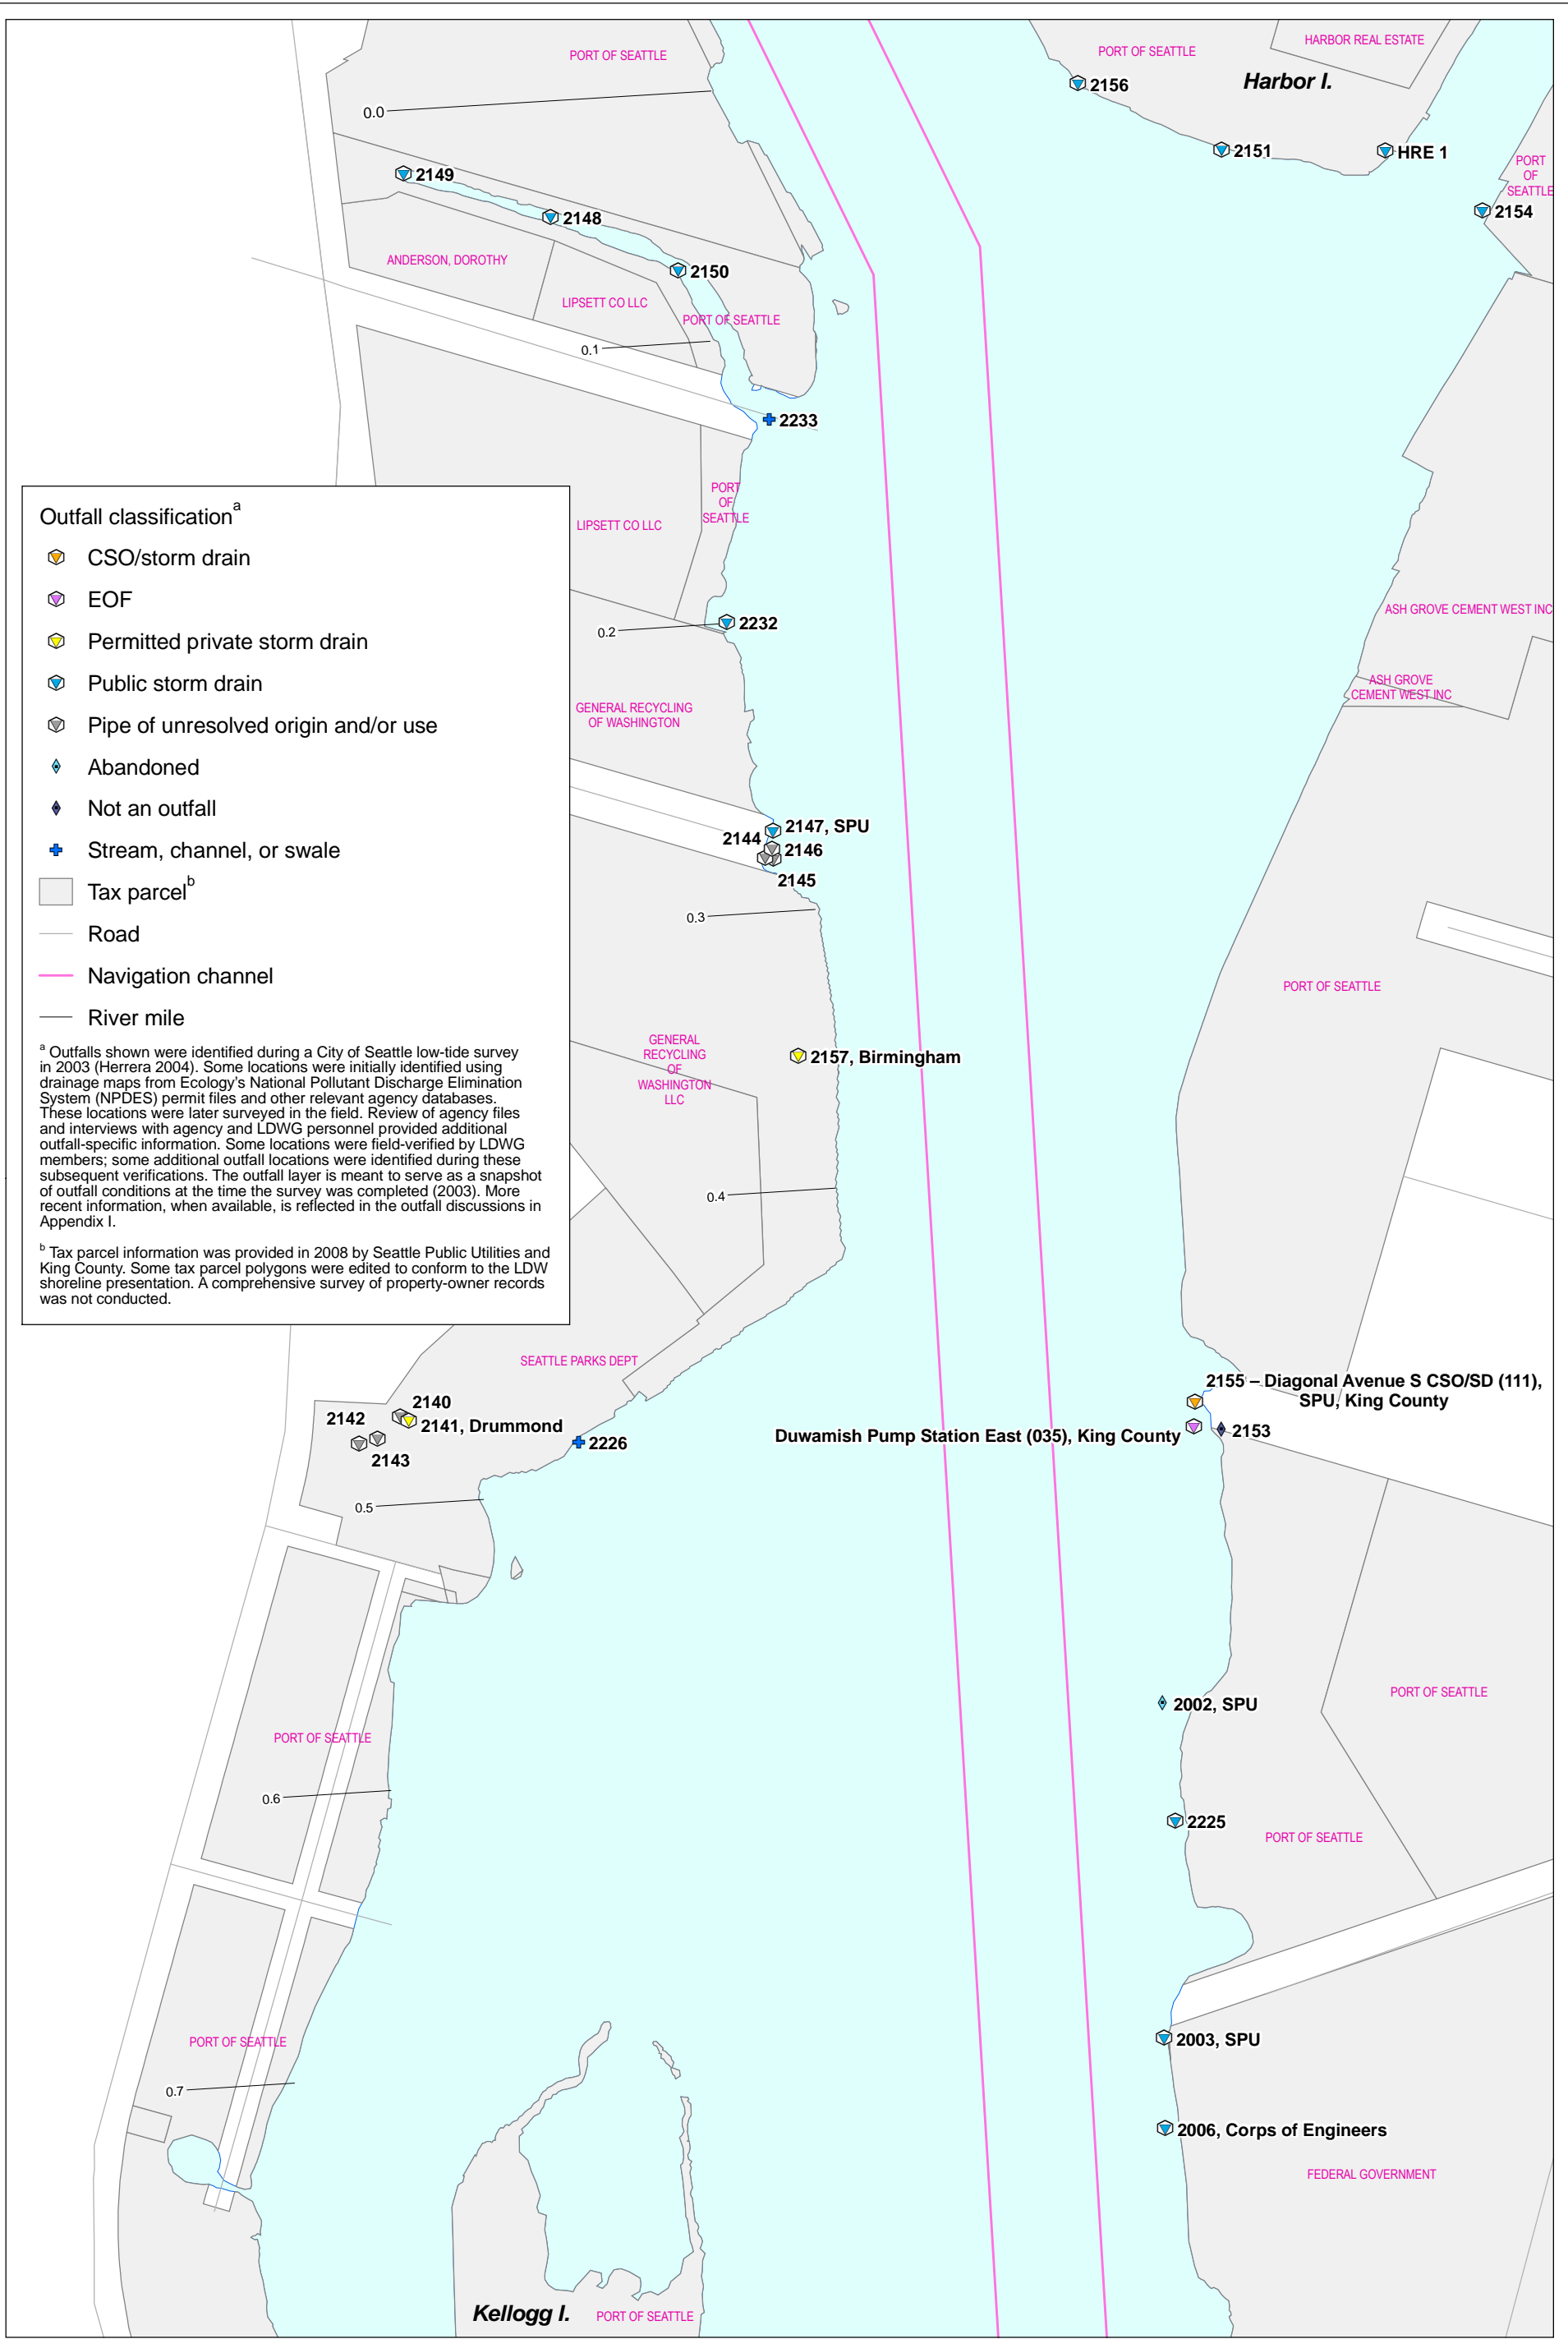 PORT OF SEATTLE
PORT OF SEATTLE
HARBOR REAL ESTATE
Harbor I.
2156
0.0
2151
HRE 1
PORT
OF
SEATTLE
2149
2154
2148
ANDERSON, DOROTHY
2150
LIPSETT CO LLC
PORT OF SEATTLE
0.1
2233
PORT
OF
SEATTLE
LIPSETT CO LLC
ASH GROVE CEMENT WEST INC
2232
0.2
ASH GROVE
CEMENT WEST INC
GENERAL RECYCLING
OF WASHINGTON
2147, SPU
2144
2146
2145
0.3
PORT OF SEATTLE
GENERAL
RECYCLING
OF
WASHINGTON
LLC
2157, Birmingham
0.4
Outfall classification a
CSO/storm drain
EOF
Permitted private storm drain
Public storm drain
Pipe of unresolved origin and/or use
Abandoned
Not an outfall
Stream, channel, or swale
Tax parcel b
Road
Navigation channel
River mile
a Outfalls shown were identified during a City of Seattle low-tide survey
in 2003 (Herrera 2004). Some locations were initially identified using
drainage maps from Ecology's National Pollutant Discharge Elimination
System (NPDES) permit files and other relevant agency databases.
These locations were later surveyed in the field. Review of agency files
and interviews with agency and LDWG personnel provided additional
outfall-specific information. Some locations were field-verified by LDWG
members; some additional outfall locations were identified during these
subsequent verifications. The outfall layer is meant to serve as a snapshot
of outfall conditions at the time the survey was completed (2003). More
recent information, when available, is reflected in the outfall discussions in
Appendix I.
b Tax parcel information was provided in 2008 by Seattle Public Utilities and
King County. Some tax parcel polygons were edited to conform to the LDW
shoreline presentation. A comprehensive survey of property-owner records
was not conducted.
SEATTLE PARKS DEPT
2155 – Diagonal Avenue S CSO/SD (111),
SPU, King County
2140
2142
2141, Drummond
2143
2226
Duwamish Pump Station East (035), King County
2153
0.5
2002, SPU
PORT OF SEATTLE
PORT OF SEATTLE
0.6
2225
PORT OF SEATTLE
PORT OF SEATTLE
2003, SPU
0.7
2006, Corps of Engineers
FEDERAL GOVERNMENT
Kellogg I.
PORT OF SEATTLE